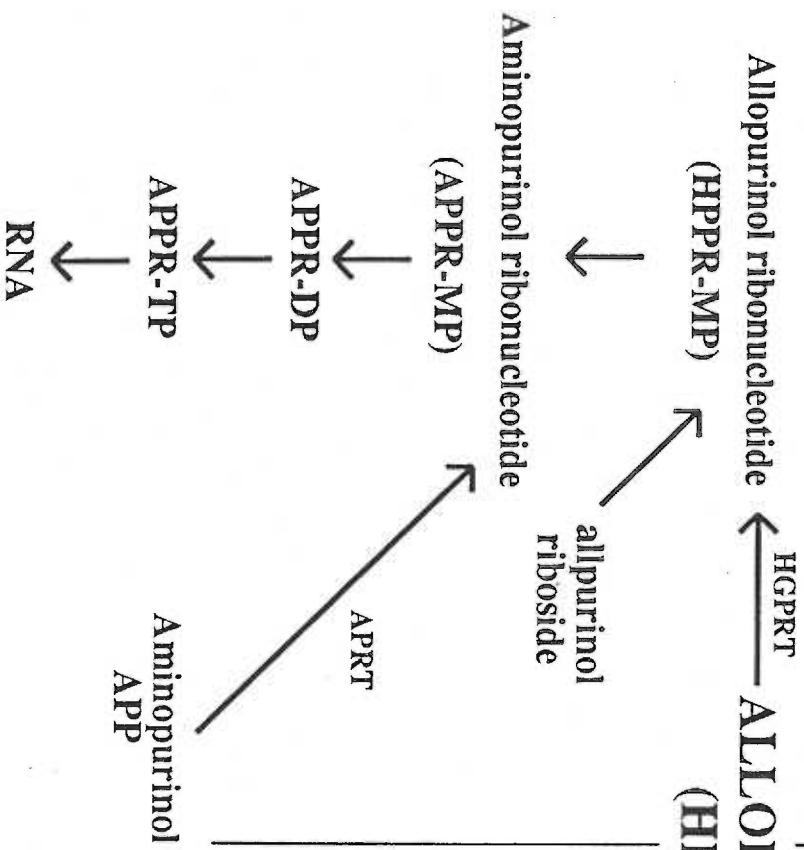 HGPRT
Allopurinol ribonucleotide
(HPPR-MP)
allpurinol
riboside
Aminopurinol ribonucleotide
(APPR-MP)
APRT
APPR-DP
APPR-TP
Aminopurinol
APP
RNA